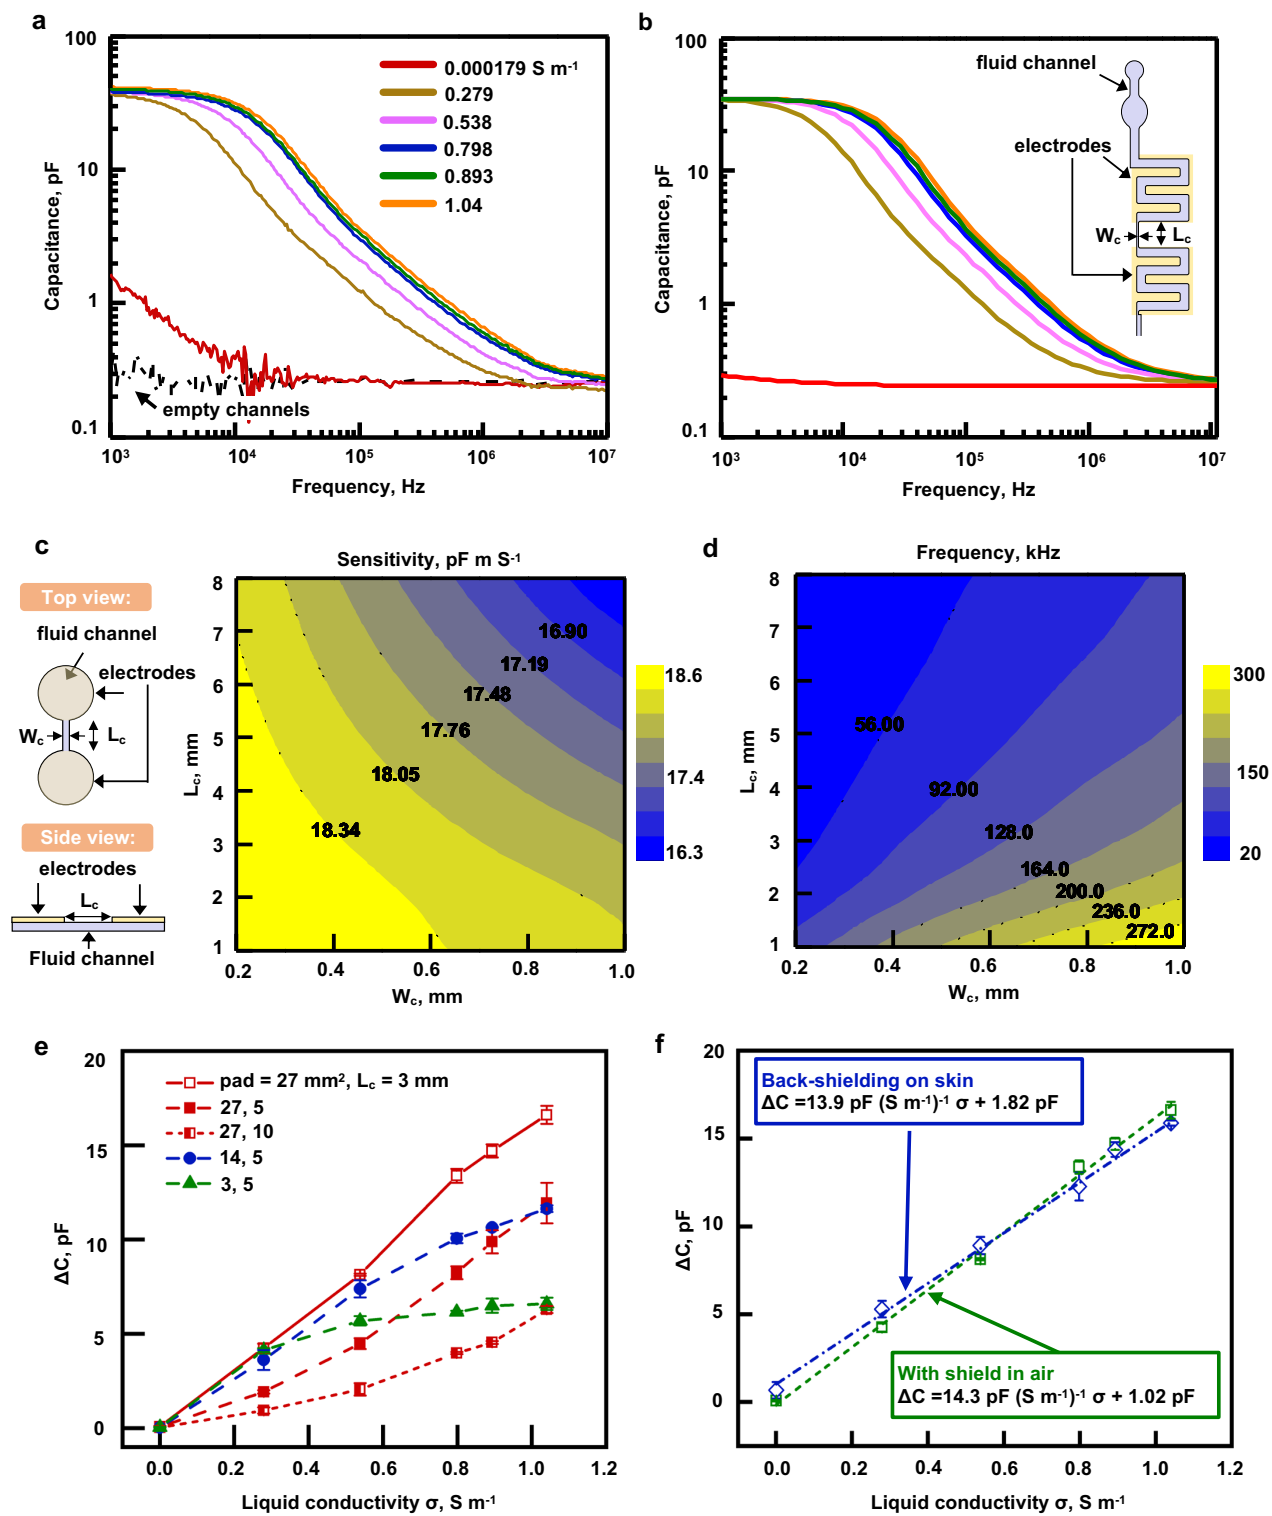 a
100
10
1
0.1
Capacitance, pF
0.000179 S m⁻¹
0.279
0.538
0.798
0.893
1.04
empty channels
10³
10⁴
10⁵
10⁶
10⁷
Frequency, Hz
b
100
10
1
0.1
Capacitance, pF
fluid channel
electrodes
W꜀
L꜀
10³
10⁴
10⁵
10⁶
10⁷
Frequency, Hz
c
Top view:
fluid channel
electrodes
W꜀
L꜀
Side view:
electrodes
L꜀
Fluid channel
Sensitivity, pF m S⁻¹
8
7
6
5
4
3
2
1
L꜀, mm
16.90
17.19
17.48
17.76
18.05
18.34
0.2
0.4
0.6
0.8
1.0
W꜀, mm
18.6
17.4
16.3
d
Frequency, kHz
8
7
6
5
4
3
2
1
L꜀, mm
56.00
92.00
128.0
164.0
200.0
236.0
272.0
0.2
0.4
0.6
0.8
1.0
W꜀, mm
300
150
20
e
20
15
10
5
0
ΔC, pF
pad = 27 mm², L꜀ = 3 mm
27, 5
27, 10
14, 5
3, 5
0.0
0.2
0.4
0.6
0.8
1.0
1.2
Liquid conductivity σ, S m⁻¹
f
20
15
10
5
0
ΔC, pF
Back-shielding on skin
ΔC =13.9 pF (S m⁻¹)⁻¹ σ + 1.82 pF
With shield in air
ΔC =14.3 pF (S m⁻¹)⁻¹ σ + 1.02 pF
0.0
0.2
0.4
0.6
0.8
1.0
1.2
Liquid conductivity σ, S m⁻¹